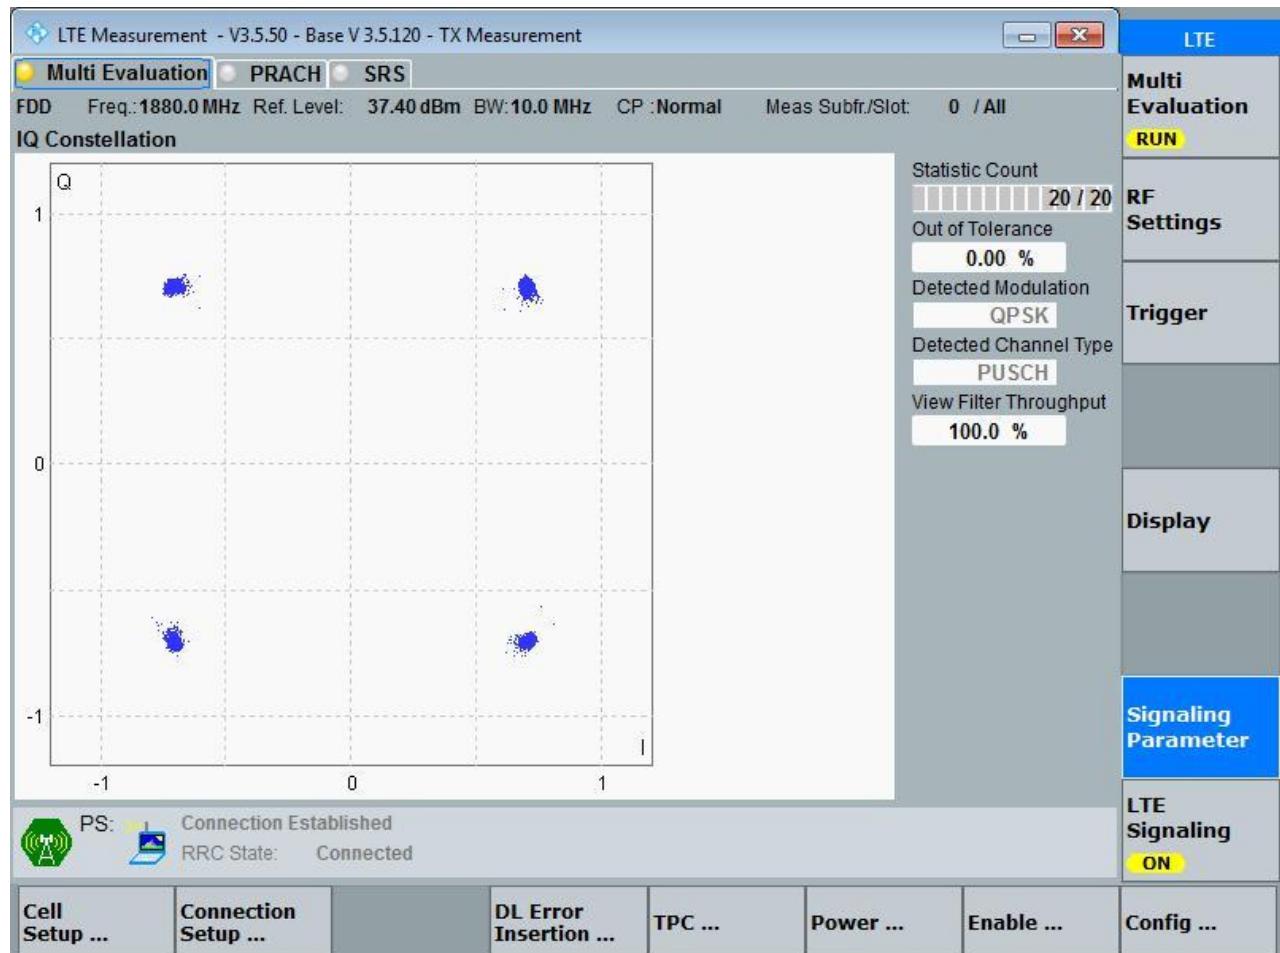 LTE Measurement - V3.5.50 - Base V 3.5.120 - TX Measurement
LTE
Multi Evaluation PRACH SRS
FDD Freq.:1880.0 MHz Ref. Level: 37.40 dBm BW:10.0 MHz CP :Normal Meas Subfr./Slot: 0 / All
IQ Constellation
Q
1
0
-1
I
-1 0 1
Statistic Count
20 / 20
Out of Tolerance
0.00 %
Detected Modulation
QPSK
Detected Channel Type
PUSCH
View Filter Throughput
100.0 %
Multi
Evaluation
RUN
RF
Settings
Trigger
Display
Signaling
Parameter
LTE
Signaling
ON
PS: Connection Established
RRC State: Connected
Cell
Setup ...
Connection
Setup ...
DL Error
Insertion ...
TPC ...
Power ...
Enable ...
Config ...